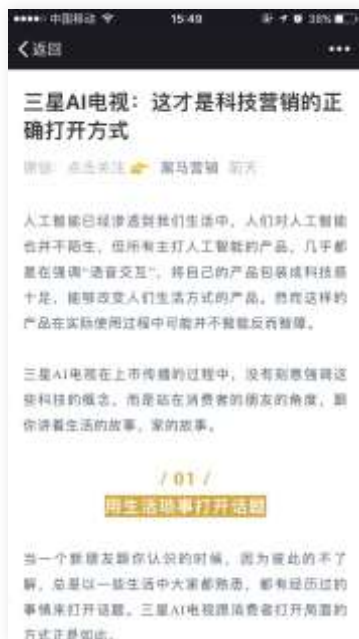 中国移动 15:49 38%
返回
三星AI电视：这才是科技营销的正
确打开方式
微信：点击关注👉 黑马营销 前天
人工智能已经渗透到我们生活中，人们对人工智能
也并不陌生，但所有主打人工智能的产品，几乎都
是在强调“语音交互”，将自己的产品包装成科技感
十足，能够改变人们生活方式的产品。然而这样的
产品在实际使用过程中可能并不智能反而智障。
三星AI电视在上市传播的过程中，没有刻意强调这
些科技的概念，而是站在消费者的朋友的角度，跟
你讲着生活的故事，家的故事。
/ 01 /
用生活琐事打开话题
当一个新朋友跟你认识的时候，因为彼此的不了
解，总是以一些生活中大家都熟悉，都有经历过的
事情来打开话题。三星AI电视跟消费者打开局面的
方式正是如此。